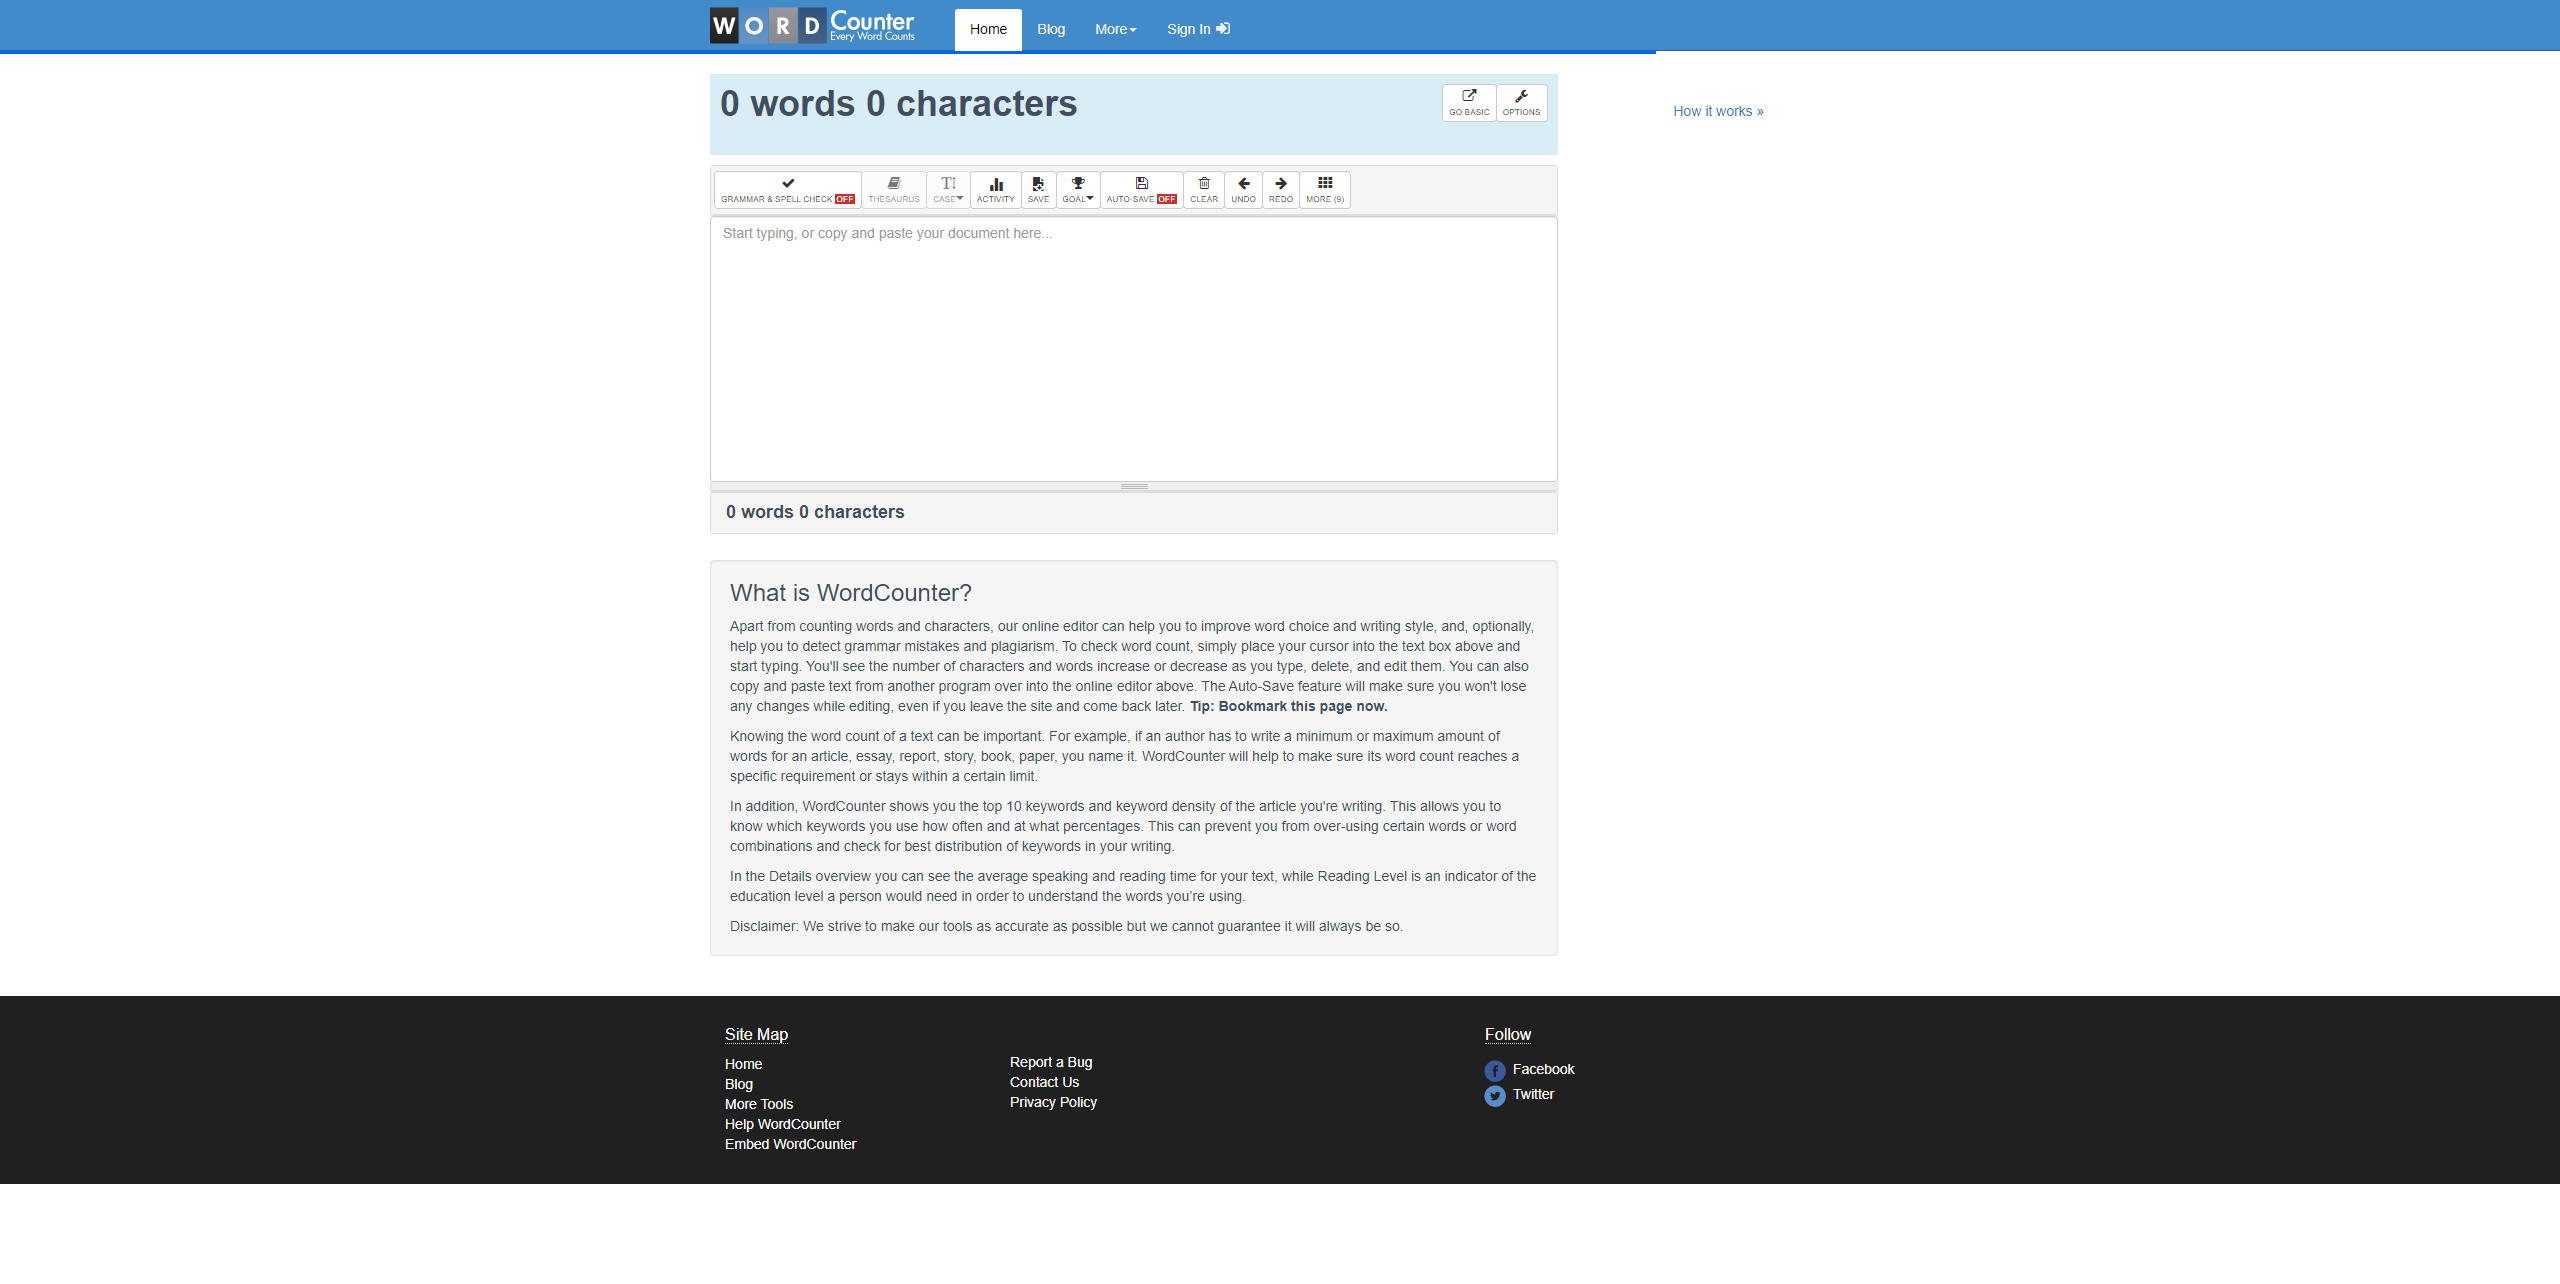 WORD Counter
Every Word Counts
Home
Blog
More
Sign In
0 words 0 characters
GO BASIC
OPTIONS
How it works »
GRAMMAR & SPELL CHECK OFF
THESAURUS
CASE
ACTIVITY
SAVE
GOAL
AUTO-SAVE OFF
CLEAR
UNDO
REDO
MORE (9)
Start typing, or copy and paste your document here...
0 words 0 characters
What is WordCounter?
Apart from counting words and characters, our online editor can help you to improve word choice and writing style, and, optionally,
help you to detect grammar mistakes and plagiarism. To check word count, simply place your cursor into the text box above and
start typing. You'll see the number of characters and words increase or decrease as you type, delete, and edit them. You can also
copy and paste text from another program over into the online editor above. The Auto-Save feature will make sure you won't lose
any changes while editing, even if you leave the site and come back later. Tip: Bookmark this page now.
Knowing the word count of a text can be important. For example, if an author has to write a minimum or maximum amount of
words for an article, essay, report, story, book, paper, you name it. WordCounter will help to make sure its word count reaches a
specific requirement or stays within a certain limit.
In addition, WordCounter shows you the top 10 keywords and keyword density of the article you're writing. This allows you to
know which keywords you use how often and at what percentages. This can prevent you from over-using certain words or word
combinations and check for best distribution of keywords in your writing.
In the Details overview you can see the average speaking and reading time for your text, while Reading Level is an indicator of the
education level a person would need in order to understand the words you’re using.
Disclaimer: We strive to make our tools as accurate as possible but we cannot guarantee it will always be so.
Site Map
Home
Blog
More Tools
Help WordCounter
Embed WordCounter
Report a Bug
Contact Us
Privacy Policy
Follow
Facebook
Twitter